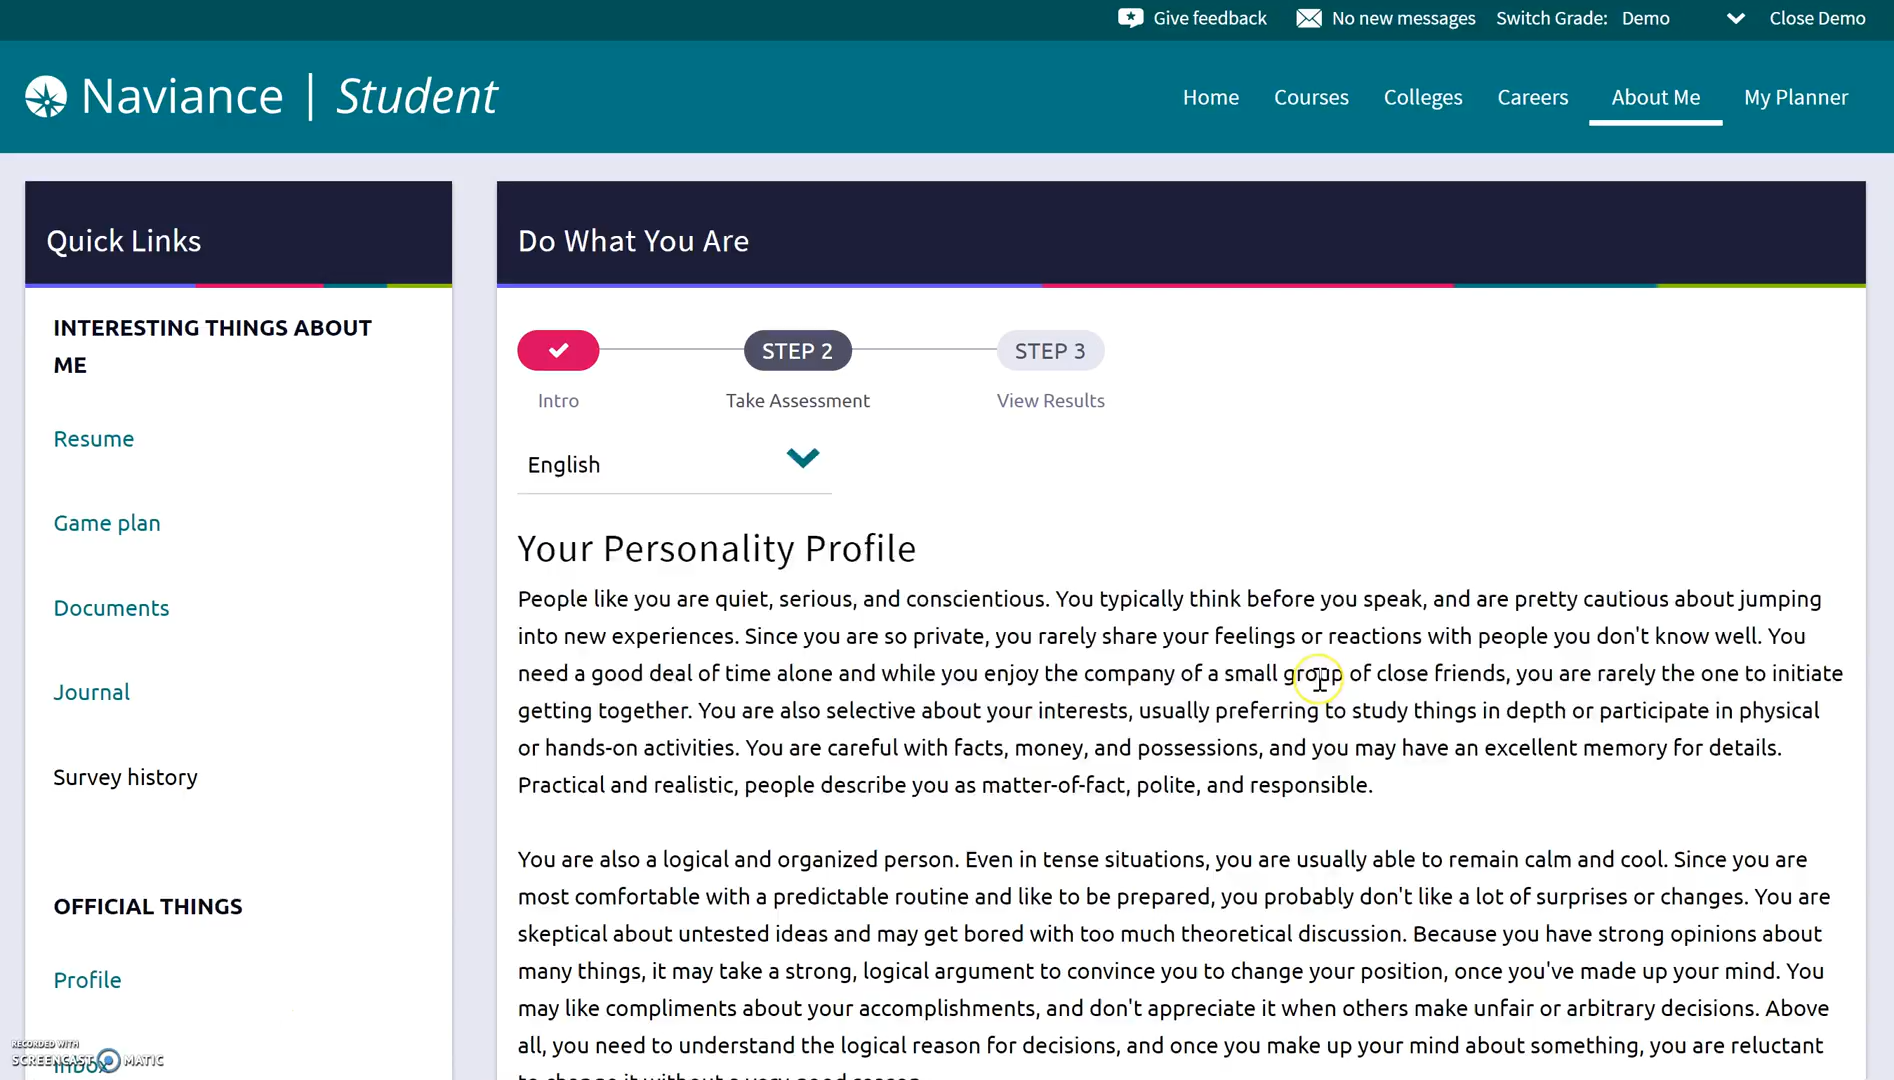 Give feedback No new messages Switch Grade: Demo Close Demo
Naviance | Student
Home Courses Colleges Careers About Me My Planner
Quick Links
INTERESTING THINGS ABOUT
ME
Resume
Game plan
Documents
Journal
Survey history
OFFICIAL THINGS
Profile
Inbox
Do What You Are
STEP 2 STEP 3
Intro Take Assessment View Results
English
Your Personality Profile
People like you are quiet, serious, and conscientious. You typically think before you speak, and are pretty cautious about jumping
into new experiences. Since you are so private, you rarely share your feelings or reactions with people you don't know well. You
need a good deal of time alone and while you enjoy the company of a small group of close friends, you are rarely the one to initiate
getting together. You are also selective about your interests, usually preferring to study things in depth or participate in physical
or hands-on activities. You are careful with facts, money, and possessions, and you may have an excellent memory for details.
Practical and realistic, people describe you as matter-of-fact, polite, and responsible.
You are also a logical and organized person. Even in tense situations, you are usually able to remain calm and cool. Since you are
most comfortable with a predictable routine and like to be prepared, you probably don't like a lot of surprises or changes. You are
skeptical about untested ideas and may get bored with too much theoretical discussion. Because you have strong opinions about
many things, it may take a strong, logical argument to convince you to change your position, once you've made up your mind. You
may like compliments about your accomplishments, and don't appreciate it when others make unfair or arbitrary decisions. Above
all, you need to understand the logical reason for decisions, and once you make up your mind about something, you are reluctant
to change it without a very good reason.
RECORDED WITH
SCREENCAST MATIC